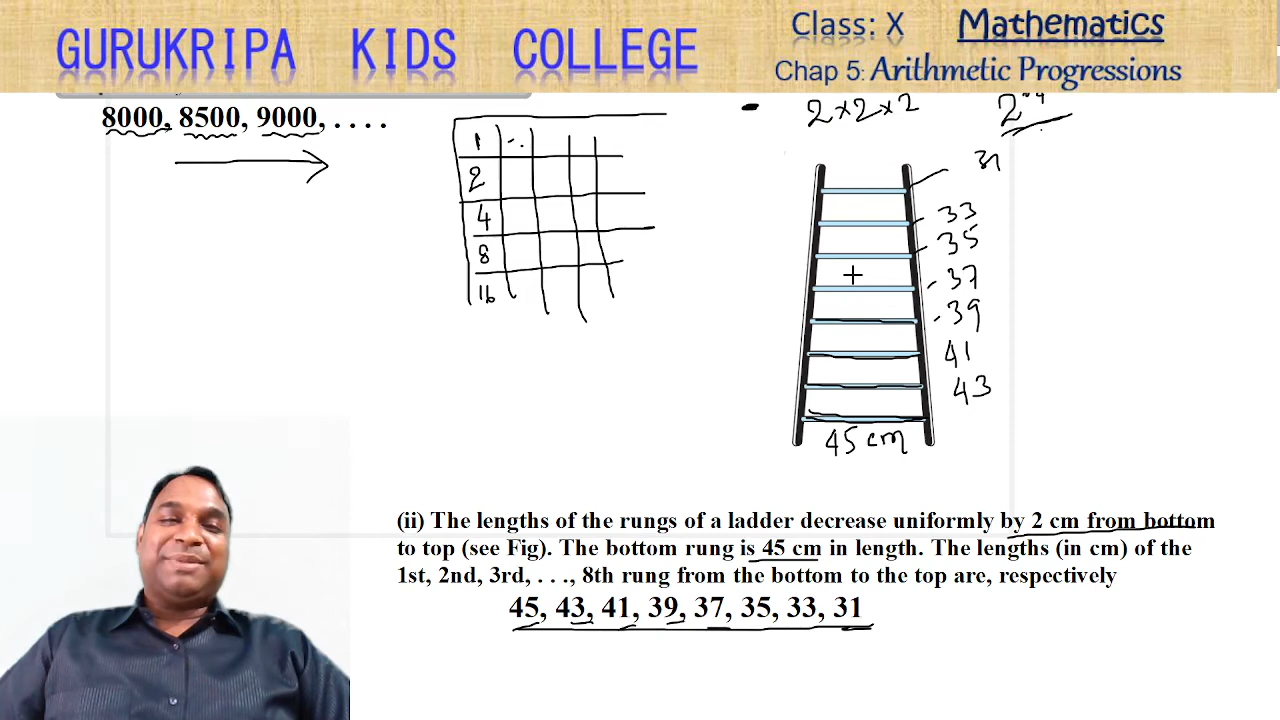 GURUKRIPA KIDS COLLEGE
Class: X Mathematics
Chap 5: Arithmetic Progressions
8000, 8500, 9000, . . . .
2×2×2
1
2
4
8
16
31
33
35
37
39
41
43
45 cm
(ii) The lengths of the rungs of a ladder decrease uniformly by 2 cm from bottom
to top (see Fig). The bottom rung is 45 cm in length. The lengths (in cm) of the
1st, 2nd, 3rd, . . ., 8th rung from the bottom to the top are, respectively
45, 43, 41, 39, 37, 35, 33, 31